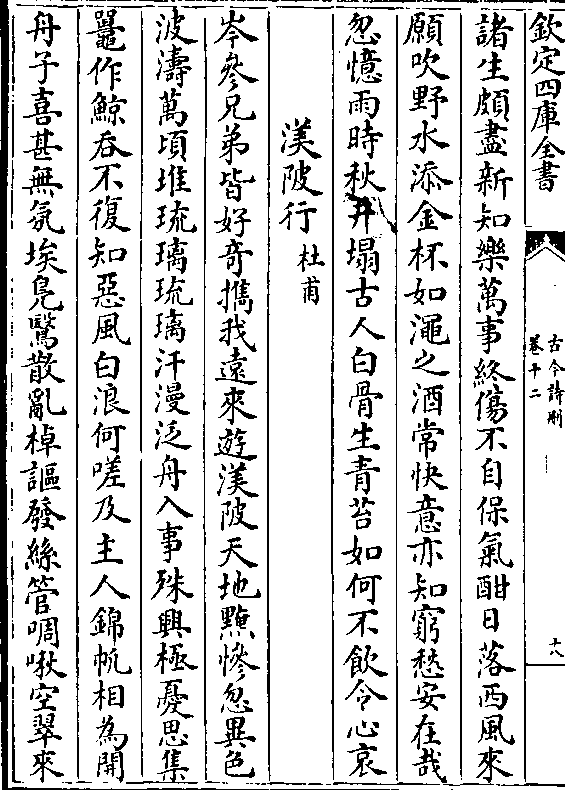 欽定四庫全書
古今詩刪
卷十二
十八
諸生頗盡新知樂萬事終傷不自保氣酣日落西風來
願吹野水添金杯如澠之酒常快意亦知窮愁安在哉
忽憶雨時秋井塌古人白骨生青苔如何不飲令心哀
渼陂行 杜甫
岑參兄弟皆好奇攜我遠來遊渼陂天地黤慘忽異色
波濤萬頃堆琉璃琉璃汗漫泛舟入事殊興極憂思集
鼉作鯨吞不復知惡風白浪何嗟及主人錦帆相為開
舟子喜甚無氛埃鳧鷖散亂棹謳發絲管啁啾空翠來